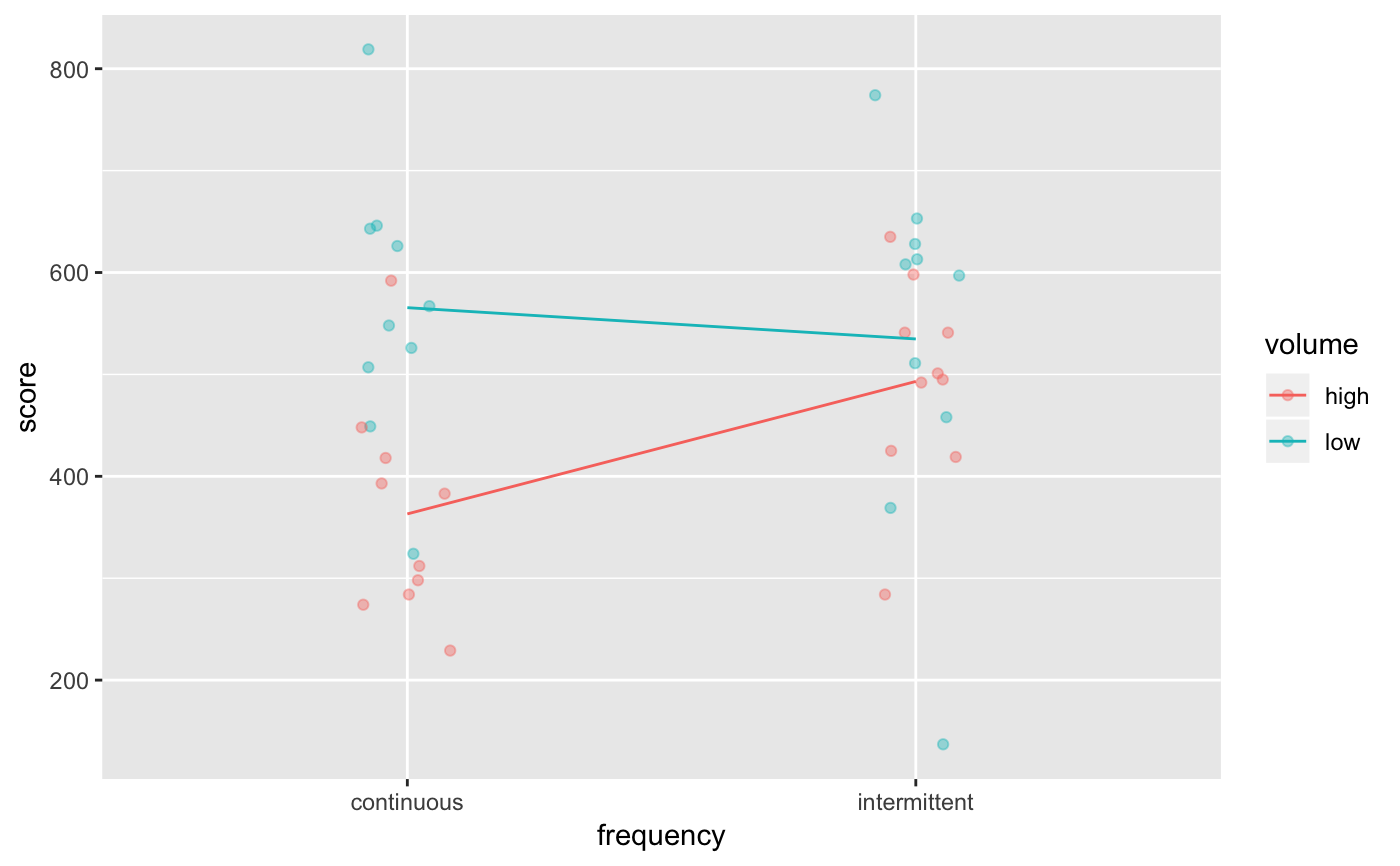 800
600
400
200
score
continuous
intermittent
frequency
volume
high
low